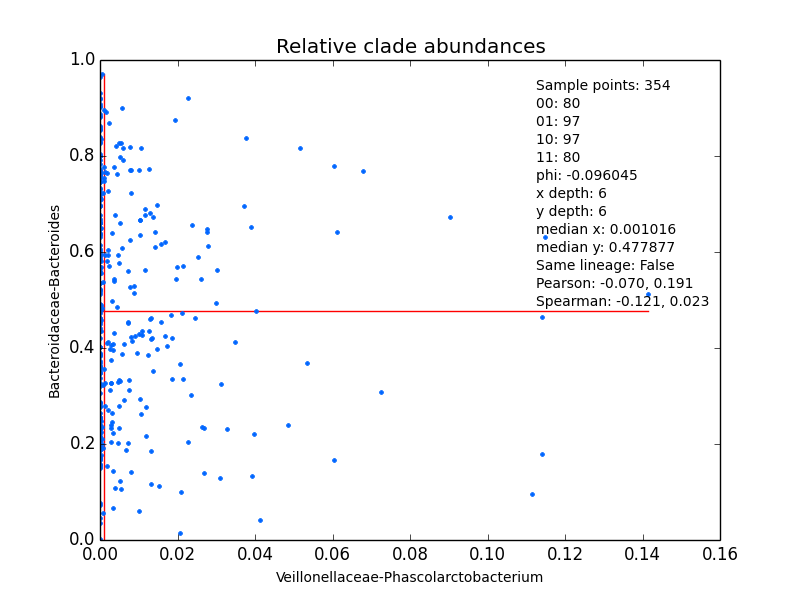 Relative clade abundances
1.0
0.8
0.6
0.4
0.2
0.0
Bacteroidaceae-Bacteroides
Sample points: 354
00: 80
01: 97
10: 97
11: 80
phi: -0.096045
x depth: 6
y depth: 6
median x: 0.001016
median y: 0.477877
Same lineage: False
Pearson: -0.070, 0.191
Spearman: -0.121, 0.023
0.00 0.02 0.04 0.06 0.08 0.10 0.12 0.14 0.16
Veillonellaceae-Phascolarctobacterium